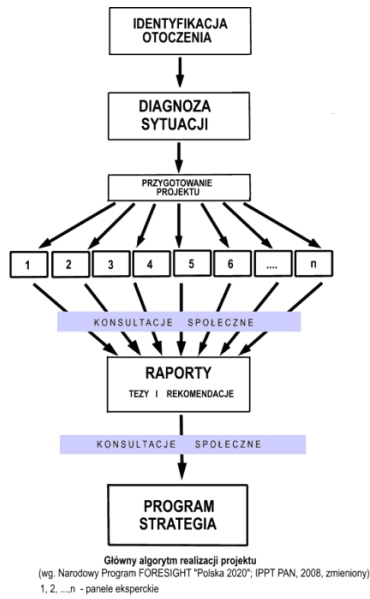 IDENTYFIKACJA
OTOCZENIA
DIAGNOZA
SYTUACJI
PRZYGOTOWANIE
PROJEKTU
1 2 3 4 5 6 .... n
KONSULTACJE SPOŁECZNE
RAPORTY
TEZY I REKOMENDACJE
KONSULTACJE SPOŁECZNE
PROGRAM
STRATEGIA
Główny algorytm realizacji projektu
(wg. Narodowy Program FORESIGHT "Polska 2020"; IPPT PAN, 2008, zmieniony)
1, 2, ...,n - panele eksperckie